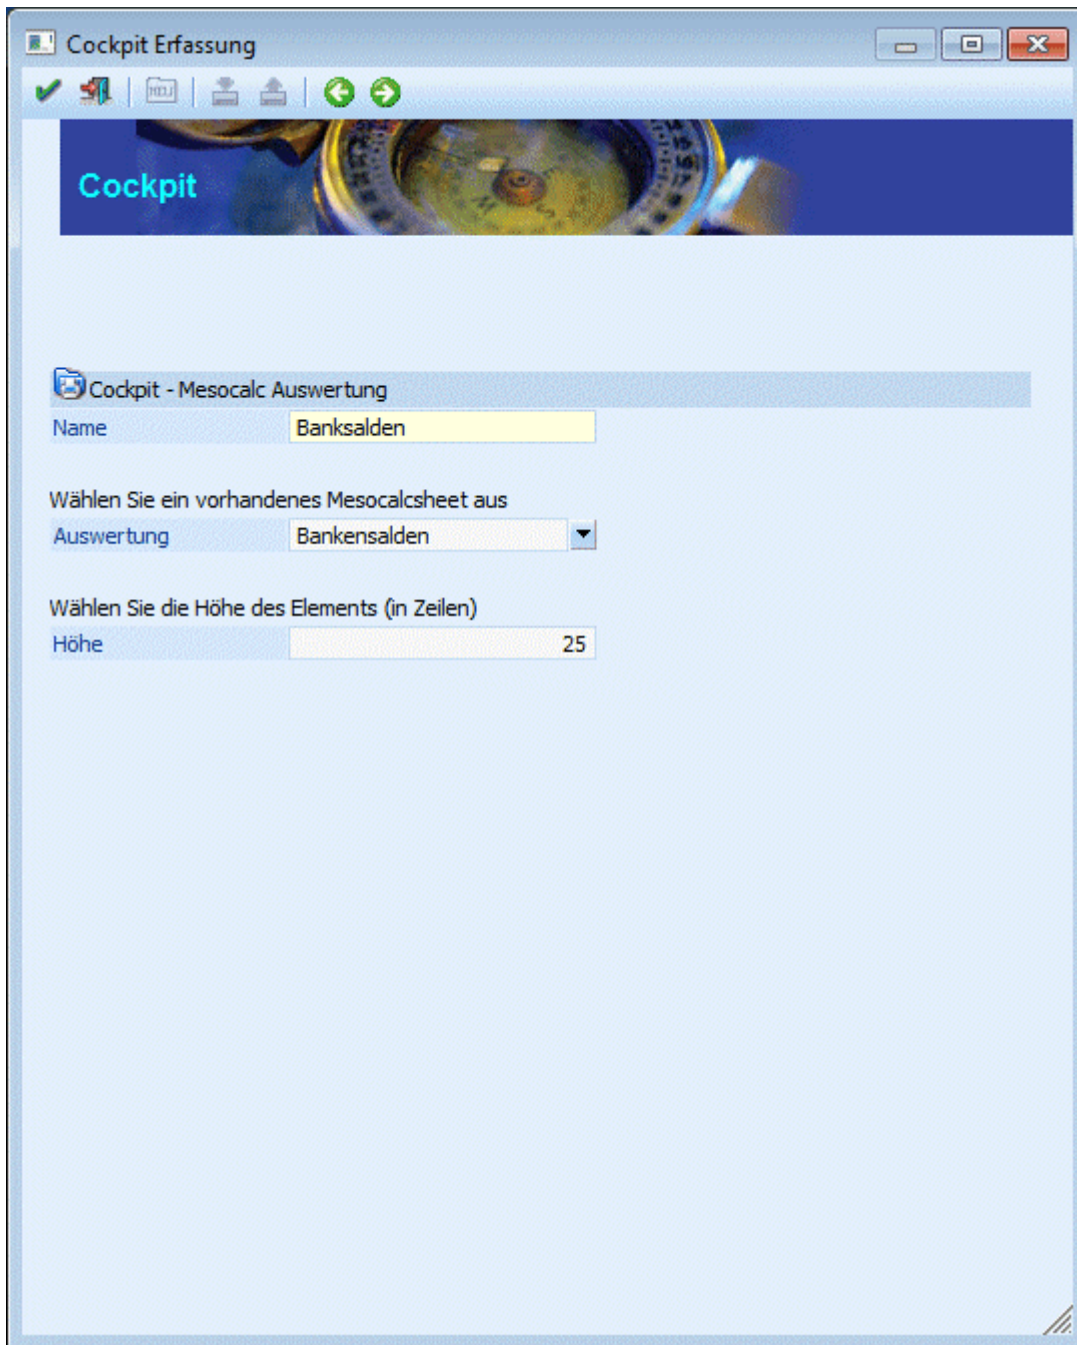 Cockpit Erfassung
NEU
Cockpit
Cockpit - Mesocalc Auswertung
Name Banksalden
Wählen Sie ein vorhandenes Mesocalcsheet aus
Auswertung Bankensalden
Wählen Sie die Höhe des Elements (in Zeilen)
Höhe 25